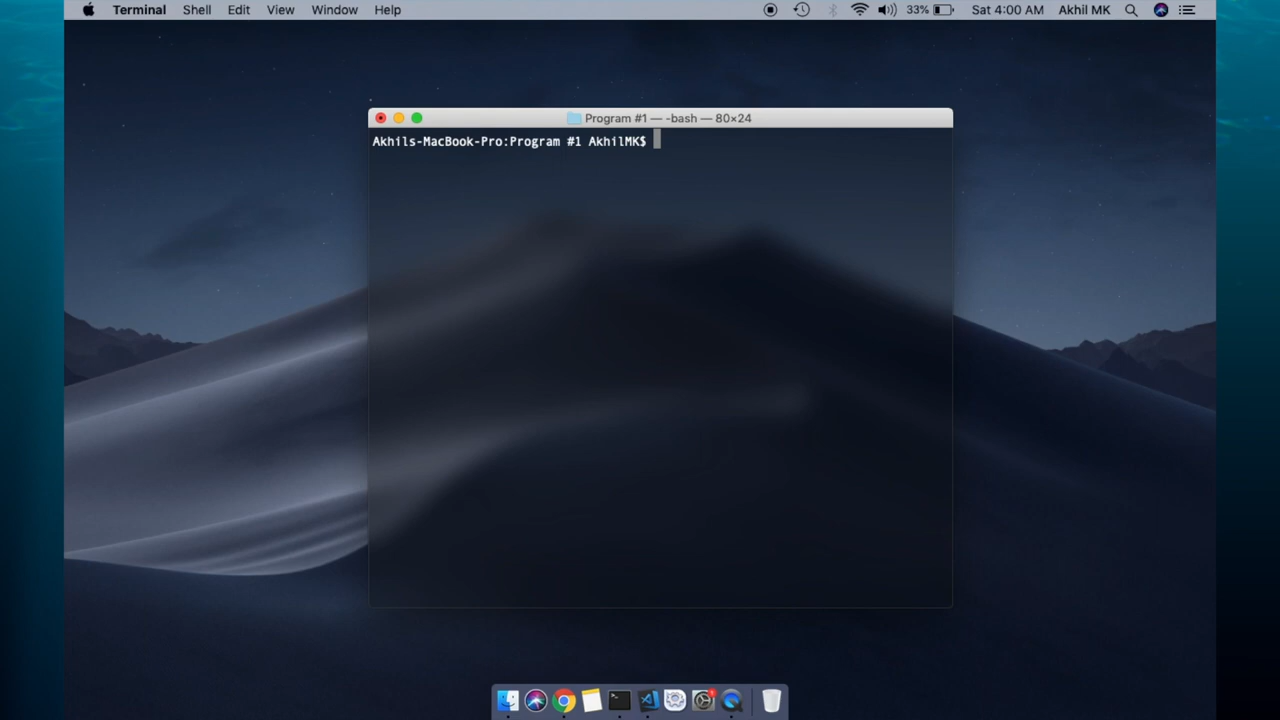 Terminal Shell Edit View Window Help 33% Sat 4:00 AM Akhil MK
Program #1 — -bash — 80×24
Akhils-MacBook-Pro:Program #1 AkhilMK$